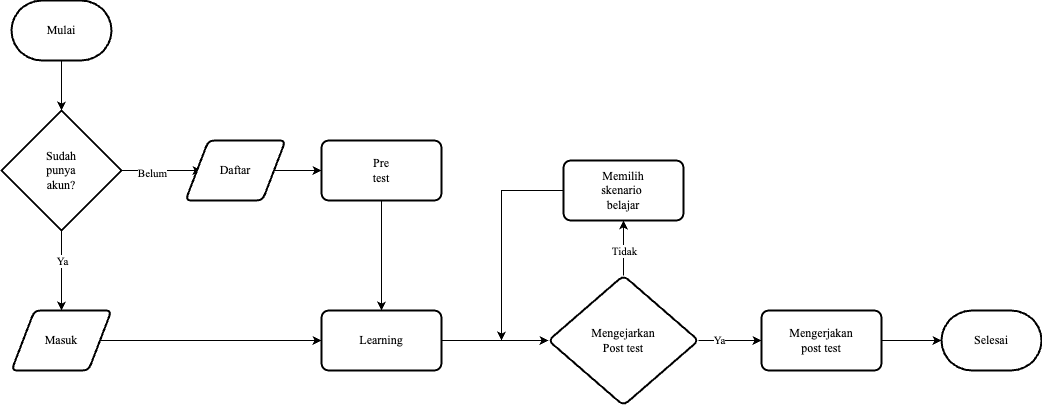 Mulai
Sudah
punya
akun?
Belum
Daftar
Pre
test
Memilih
skenario
belajar
Tidak
Ya
Masuk
Learning
Mengejarkan
Post test
Ya
Mengerjakan
post test
Selesai